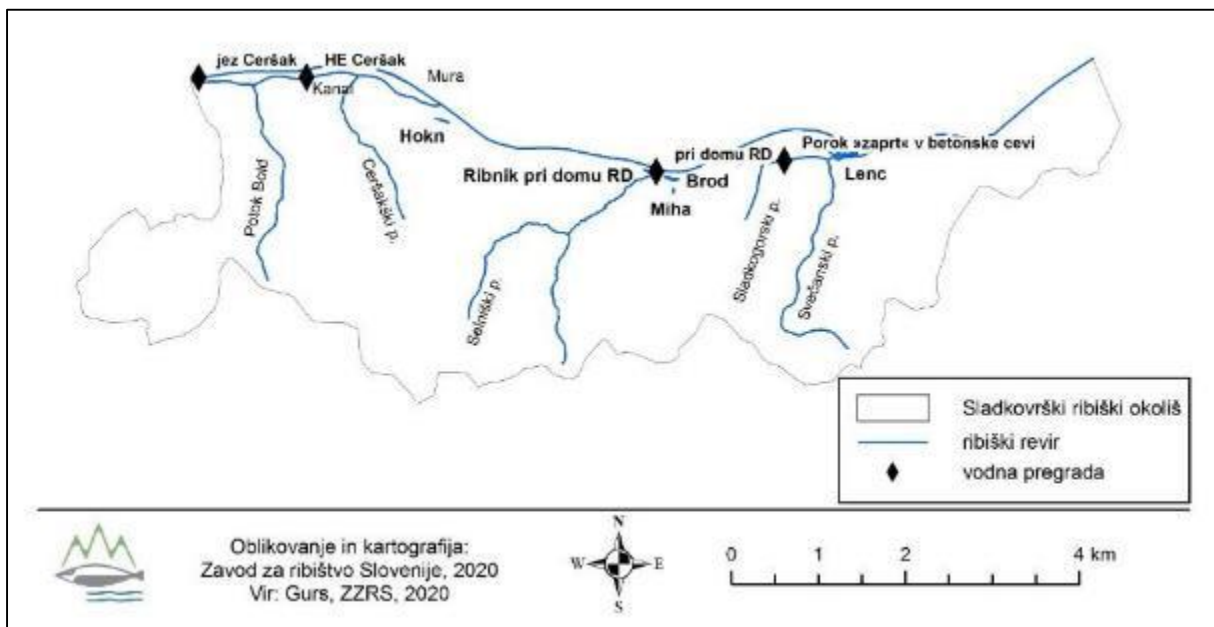 jez Ceršak
HE Ceršak
Mura
Kanal
Hokn
Potok Bold
Ceršakški p.
Ribnik pri domu RD
pri domu RD
Porok »zaprt« v betonske cevi
Brod
Lenc
Miha
Selniški p.
Sladkogorski p.
Svečanski p.
Sladkovrški ribiški okoliš
ribiški revir
vodna pregrada
Oblikovanje in kartografija:
Zavod za ribištvo Slovenije, 2020
Vir: Gurs, ZZRS, 2020
N
W E
S
0 1 2 4 km